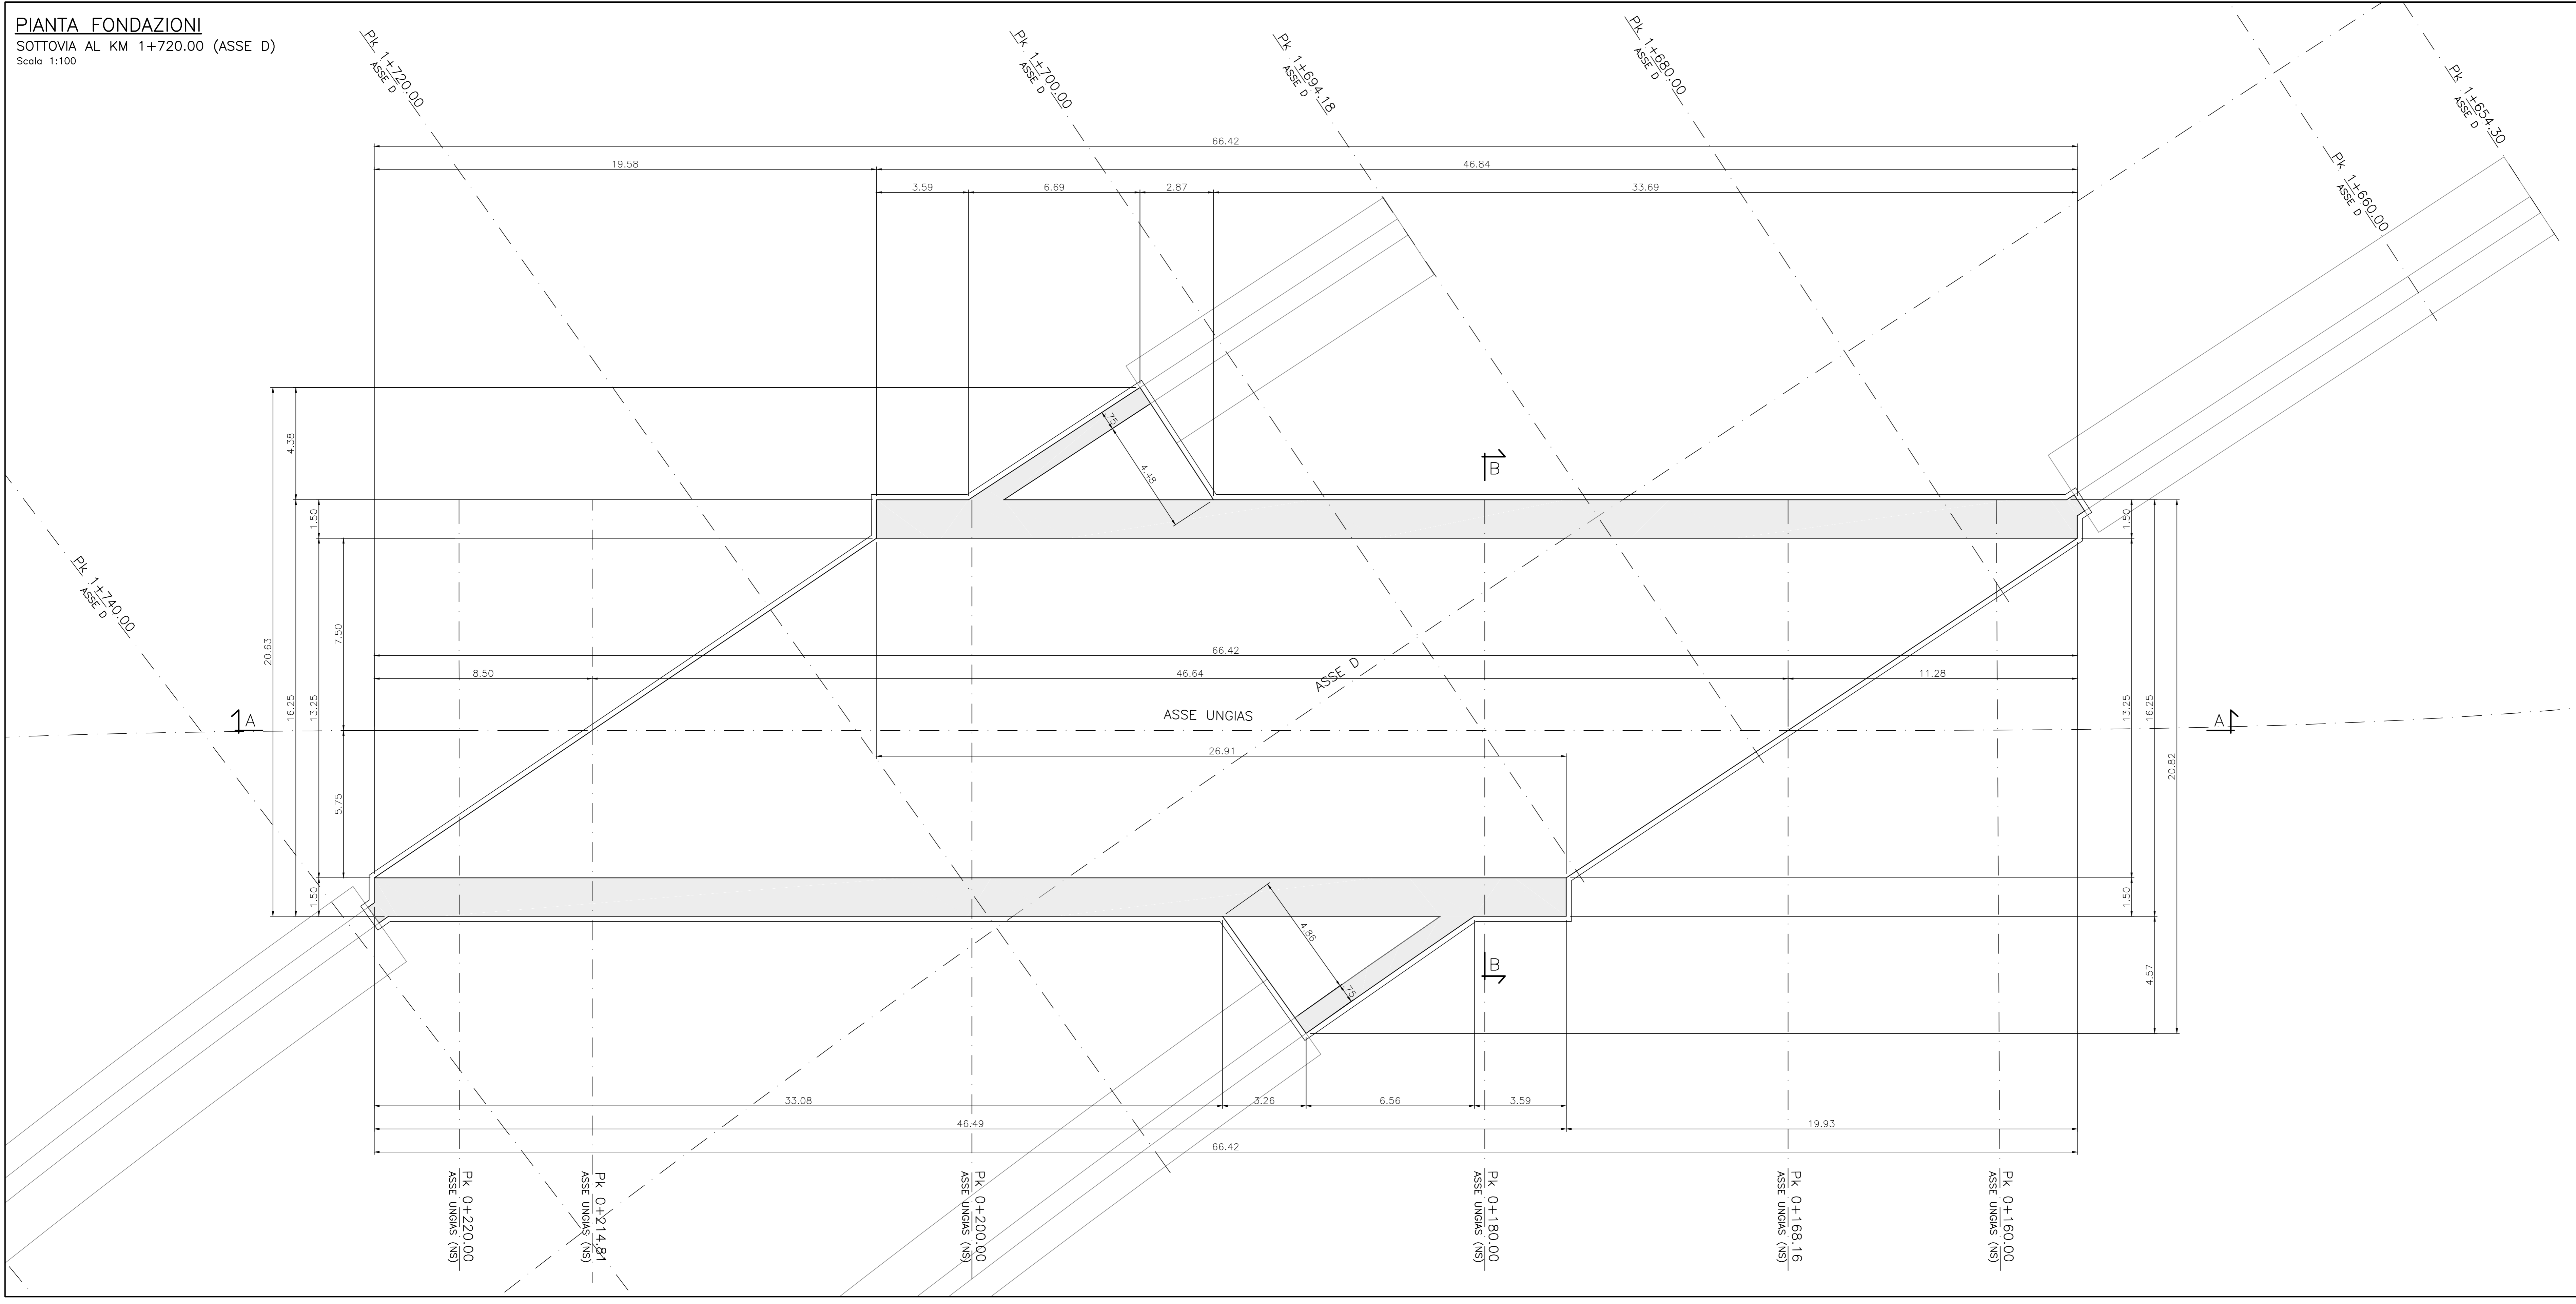 PIANTA FONDAZIONI
SOTTOVIA AL KM 1+720.00 (ASSE D)
Scala 1:100
Pk 1+720.00
ASSE D
Pk 1+700.00
ASSE D
Pk 1+694.18
ASSE D
Pk 1+680.00
ASSE D
Pk 1+654.30
ASSE D
Pk 1+660.00
ASSE D
Pk 1+740.00
ASSE D
66.42
19.58
46.84
3.59
6.69
2.87
33.69
4.38
1.50
7.50
20.63
16.25
13.25
5.75
1.50
.75
4.48
B
1.50
13.25
16.25
20.82
1.50
4.57
66.42
8.50
46.64
11.28
ASSE D
ASSE UNGIAS
A
A
26.91
4.86
.75
B
33.08
3.26
6.56
3.59
46.49
19.93
66.42
Pk 0+220.00
ASSE UNGIAS (NS)
Pk 0+214.81
ASSE UNGIAS (NS)
Pk 0+200.00
ASSE UNGIAS (NS)
Pk 0+180.00
ASSE UNGIAS (NS)
Pk 0+168.16
ASSE UNGIAS (NS)
Pk 0+160.00
ASSE UNGIAS (NS)